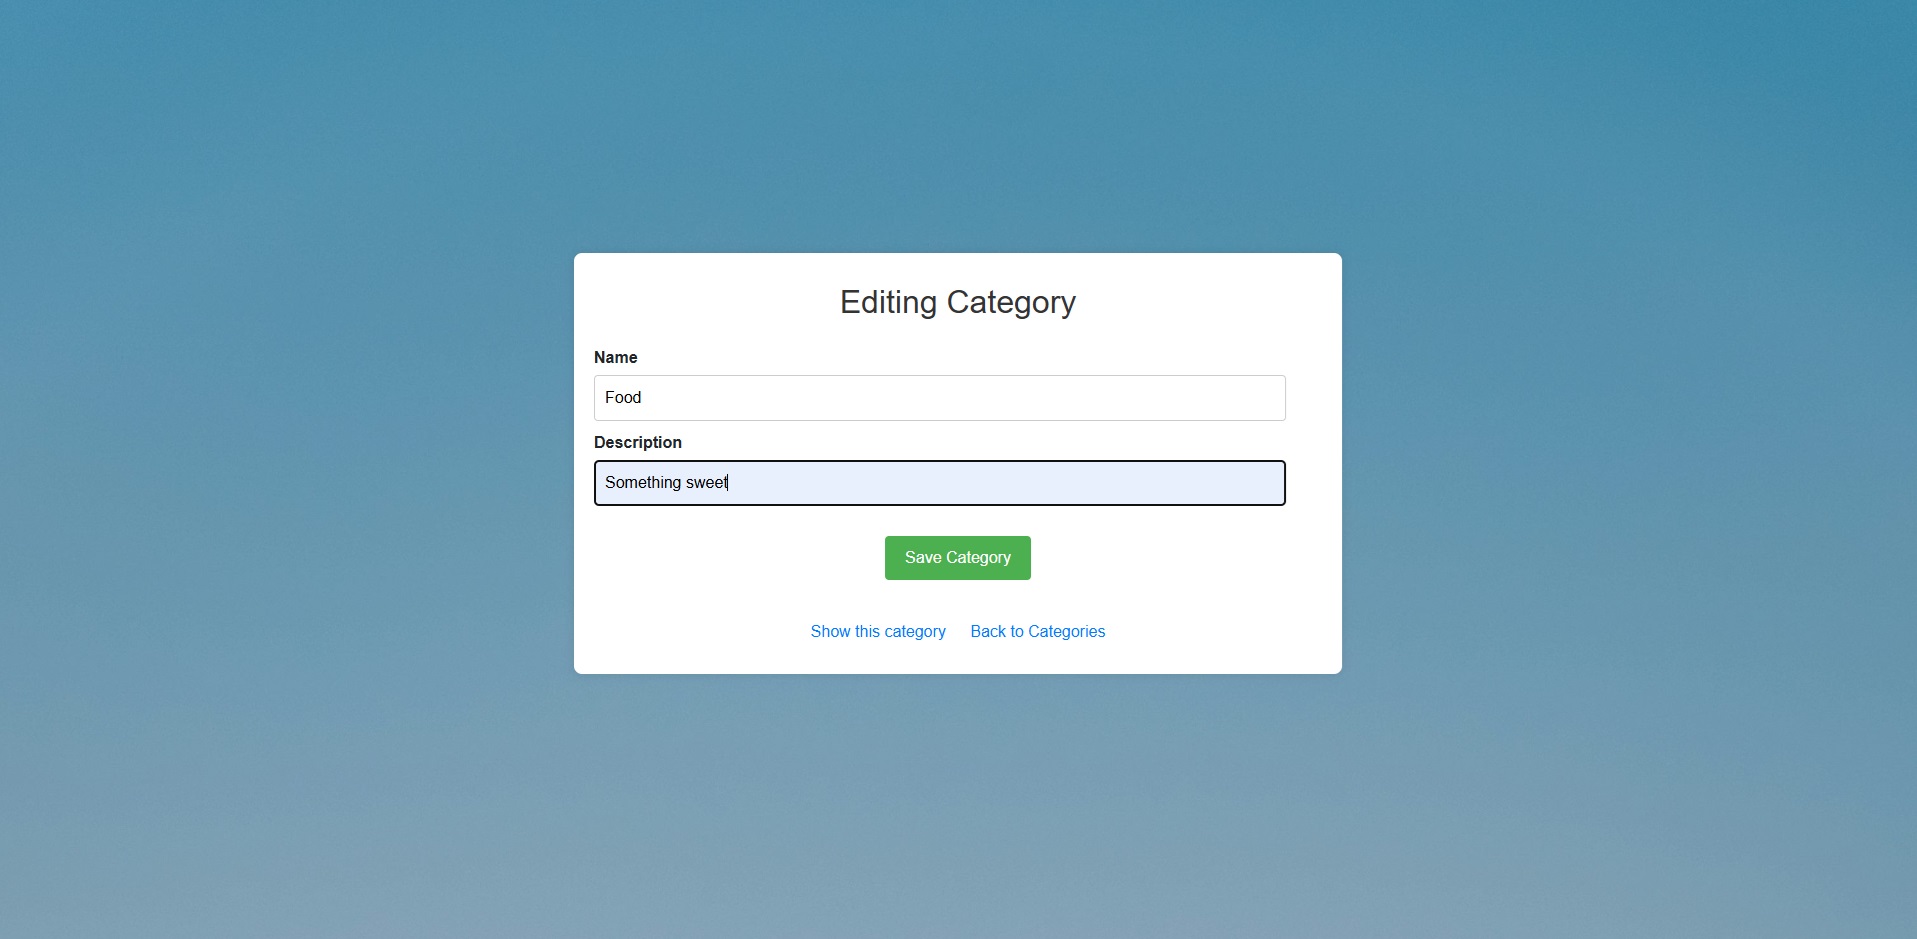 Editing Category
Name
Food
Description
Something sweet
Save Category
Show this category Back to Categories